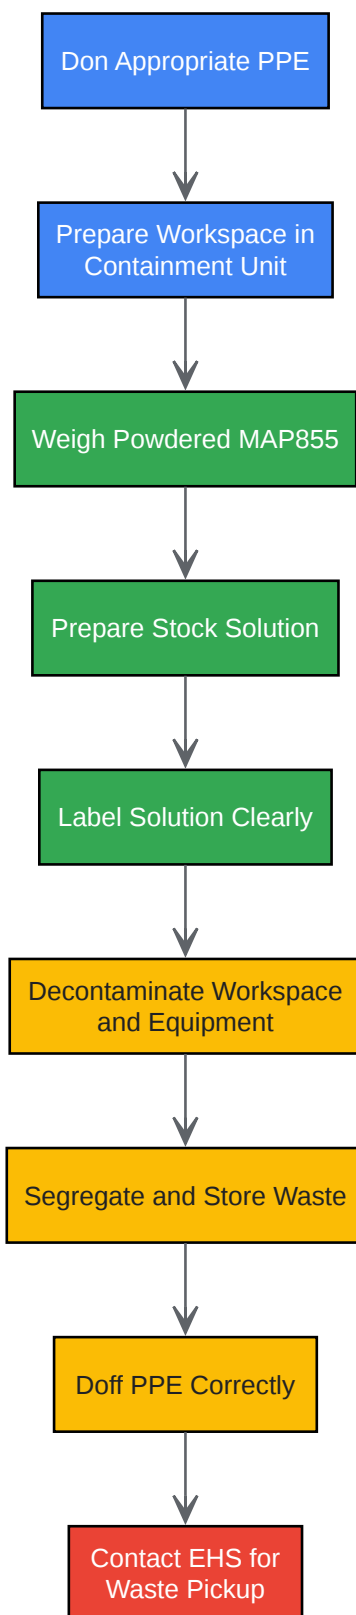 Don Appropriate PPE
Prepare Workspace in
Containment Unit
Weigh Powdered MAP855
Prepare Stock Solution
Label Solution Clearly
Decontaminate Workspace
and Equipment
Segregate and Store Waste
Doff PPE Correctly
Contact EHS for
Waste Pickup